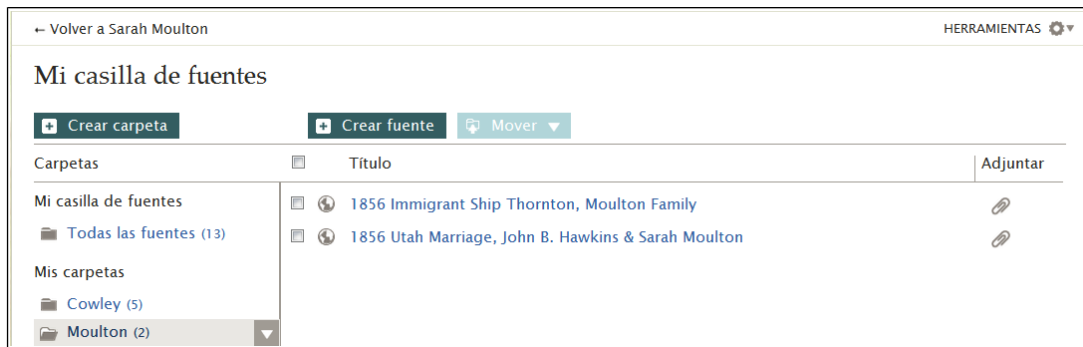 ← Volver a Sarah Moulton
HERRAMIENTAS
Mi casilla de fuentes
Crear carpeta
Crear fuente
Mover
Carpetas
Título
Adjuntar
Mi casilla de fuentes
Todas las fuentes (13)
Mis carpetas
Cowley (5)
Moulton (2)
1856 Immigrant Ship Thornton, Moulton Family
1856 Utah Marriage, John B. Hawkins & Sarah Moulton